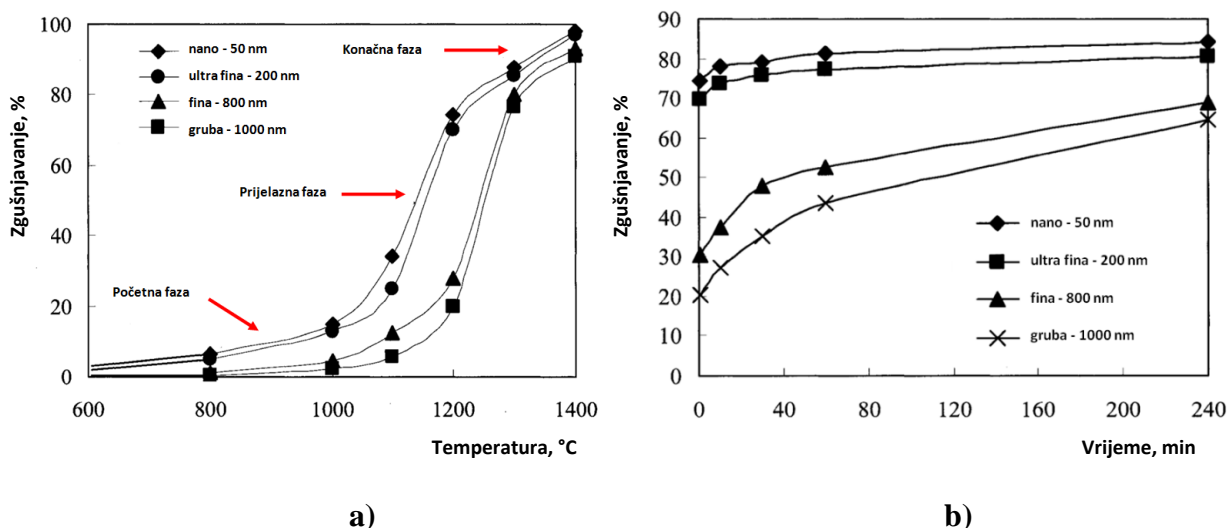 100
80
60
40
20
0
Zgušnjavanje, %
nano - 50 nm
ultra fina - 200 nm
fina - 800 nm
gruba - 1000 nm
Konačna faza
Prijelazna faza
Početna faza
600
800
1000
1200
1400
Temperatura, °C
a)
90
80
70
60
50
40
30
20
10
0
Zgušnjavanje, %
nano - 50 nm
ultra fina - 200 nm
fina - 800 nm
gruba - 1000 nm
0
40
80
120
160
200
240
Vrijeme, min
b)